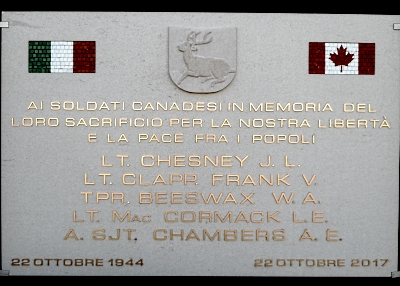 AI SOLDATI CANADESI IN MEMORIA DEL
LORO SACRIFICIO PER LA NOSTRA LIBERTÀ
E LA PACE FRA I POPOLI
LT. CHESNEY J. L.
LT. CLAPP, FRANK V.
TPR. BEESWAX W. A.
LT. Mac CORMACK L.E.
A. SJT. CHAMBERS A. E.
22 OTTOBRE 1944 22 OTTOBRE 2017